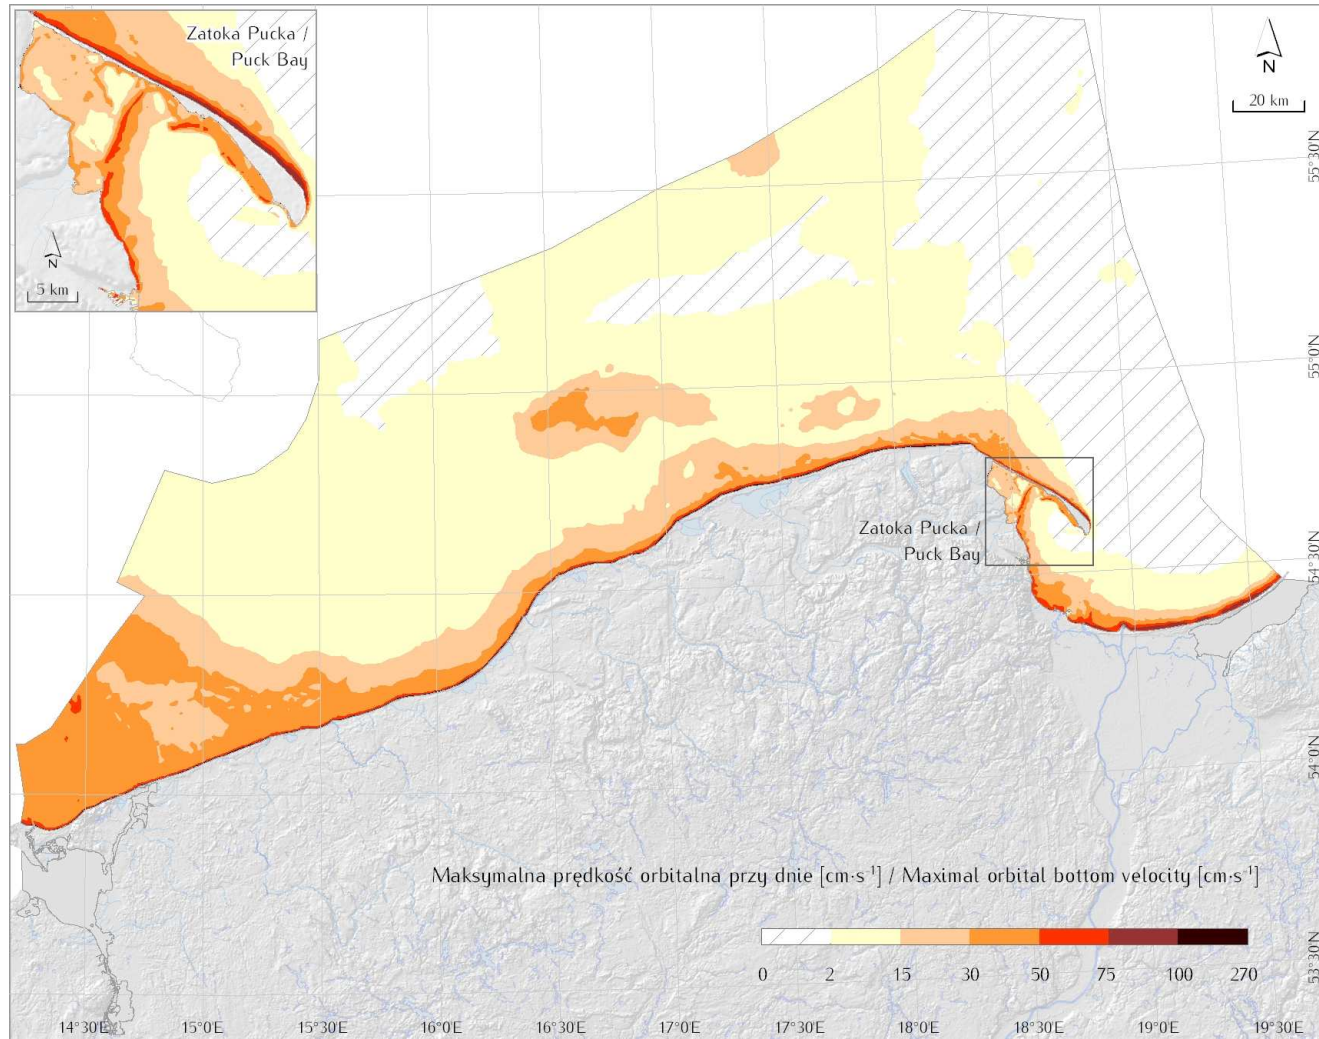 Zatoka Pucka /
Puck Bay
N
5 km
N
20 km
55°30'N
55°0'N
54°30'N
54°0'N
53°30'N
Zatoka Pucka /
Puck Bay
Maksymalna prędkość orbitalna przy dnie [cm·s⁻¹] / Maximal orbital bottom velocity [cm·s⁻¹]
0 2 15 30 50 75 100 270
14°30'E 15°0'E 15°30'E 16°0'E 16°30'E 17°0'E 17°30'E 18°0'E 18°30'E 19°0'E 19°30'E